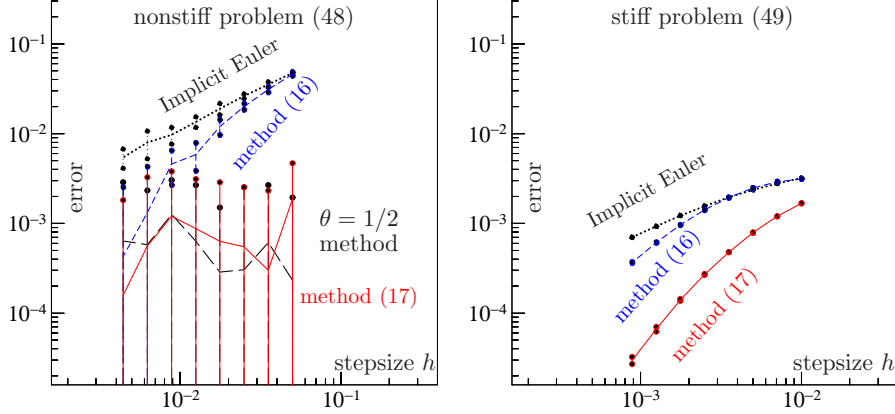 nonstiff problem (48)
10⁻¹
10⁻²
10⁻³
10⁻⁴
error
Implicit Euler
method (16)
θ = 1/2
method
method (17)
stepsize h
10⁻² 10⁻¹
stiff problem (49)
10⁻¹
10⁻²
10⁻³
10⁻⁴
error
Implicit Euler
method (16)
method (17)
stepsize h
10⁻³ 10⁻²